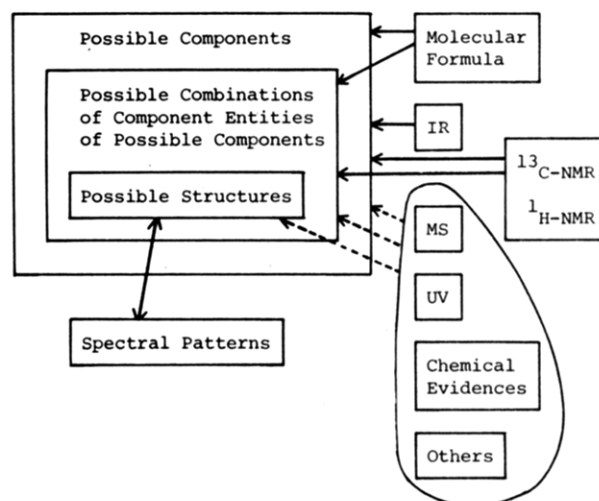 Possible Components
Possible Combinations
of Component Entities
of Possible Components
Possible Structures
Spectral Patterns
Molecular
Formula
IR
13C-NMR
1H-NMR
MS
UV
Chemical
Evidences
Others